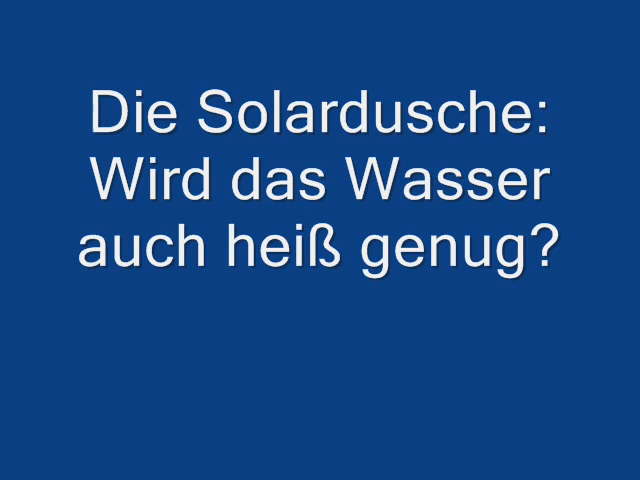 Die Solardusche:
Wird das Wasser
auch heiß genug?